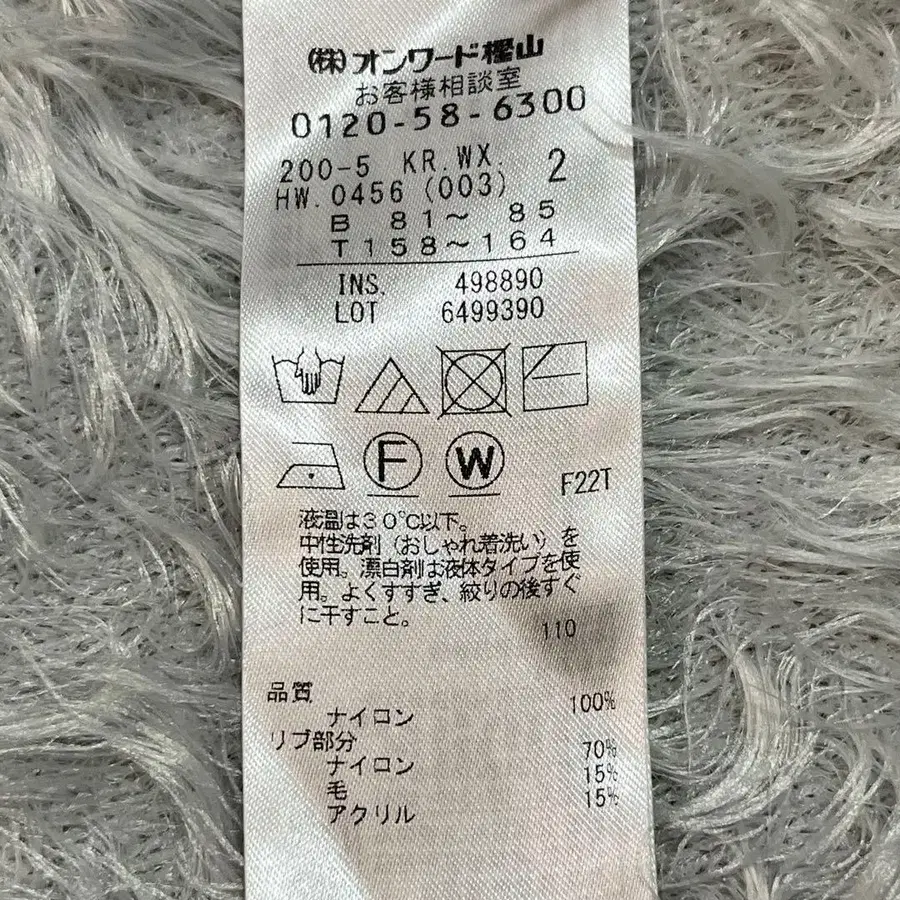 (株)オンワード樫山
お客様相談室
0120-58-6300
200-5 KR.WX. 2
HW.0456(003)
B 81～ 85
T158～164
INS. 498890
LOT 6499390
F W F22T
液温は30℃以下。
中性洗剤(おしゃれ着洗い)を
使用。漂白剤は液体タイプを使
用。よくすすぎ、絞りの後すぐ
に干すこと。
110
品質
ナイロン 100%
リブ部分
ナイロン 70%
毛 15%
アクリル 15%